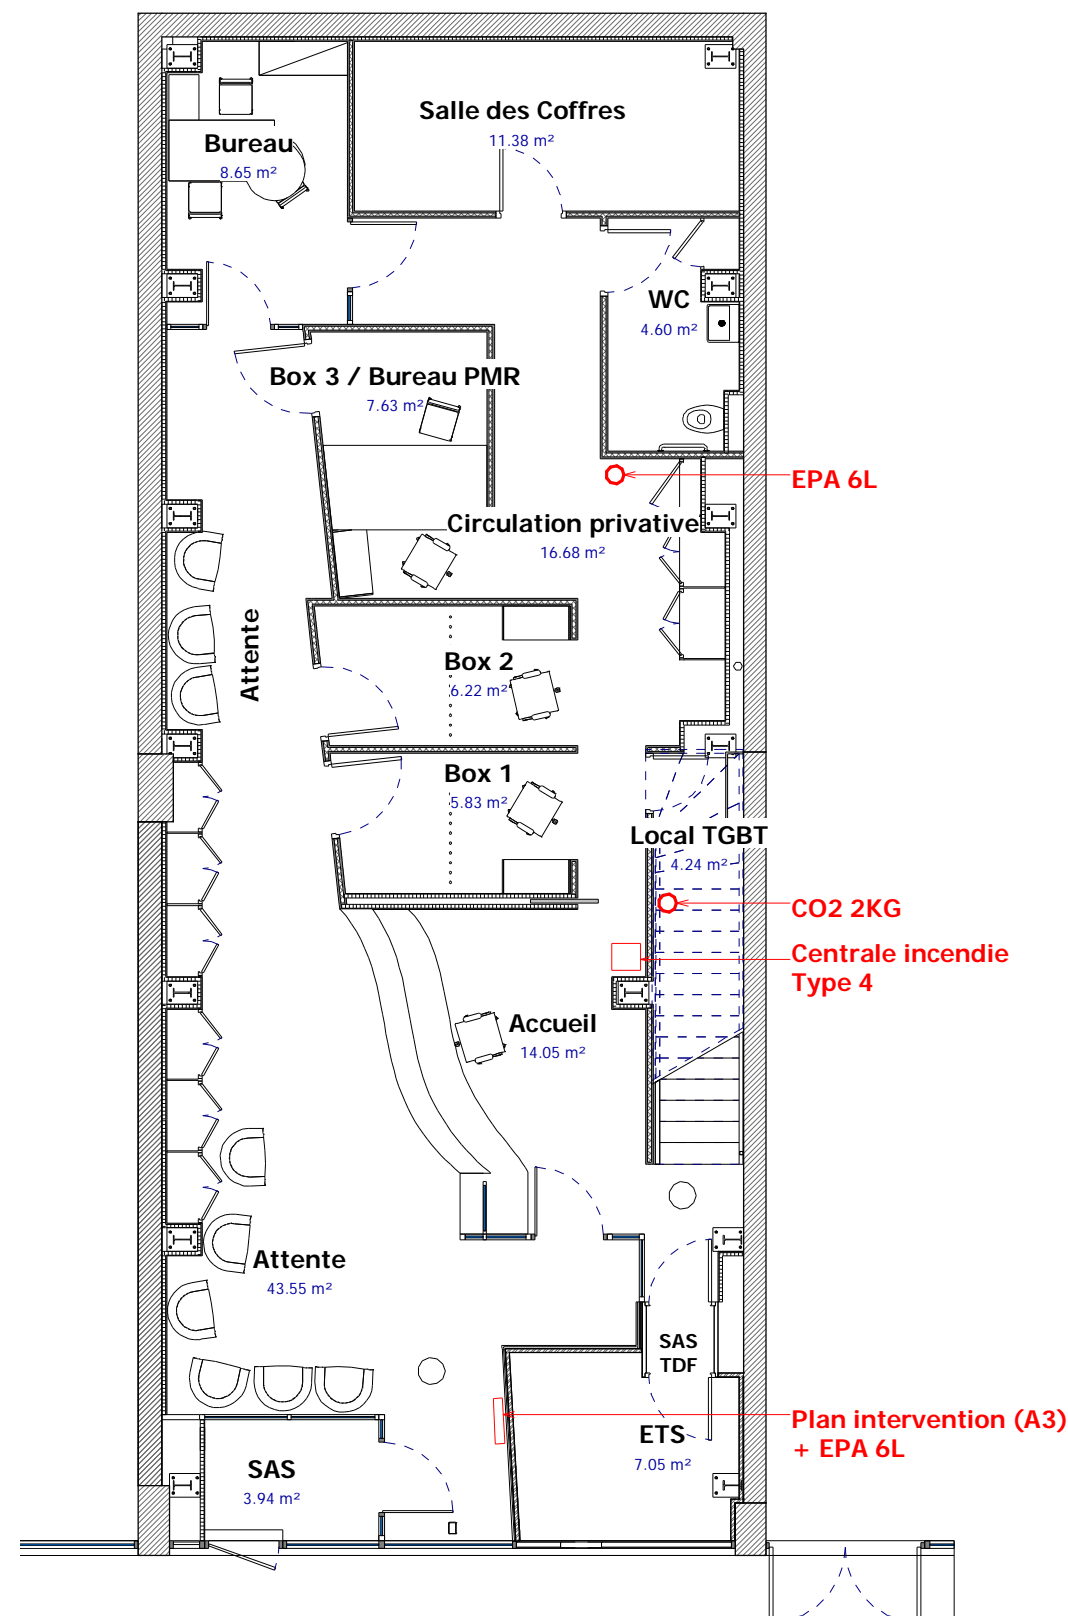 Salle des Coffres
11.38 m²
Bureau
8.65 m²
WC
4.60 m²
Box 3 / Bureau PMR
7.63 m²
EPA 6L
Circulation privative
16.68 m²
Attente
Box 2
6.22 m²
Box 1
5.83 m²
Local TGBT
4.24 m²
CO2 2KG
Centrale incendie
Type 4
Accueil
14.05 m²
Attente
43.55 m²
SAS
TDF
Plan intervention (A3)
+ EPA 6L
ETS
7.05 m²
SAS
3.94 m²